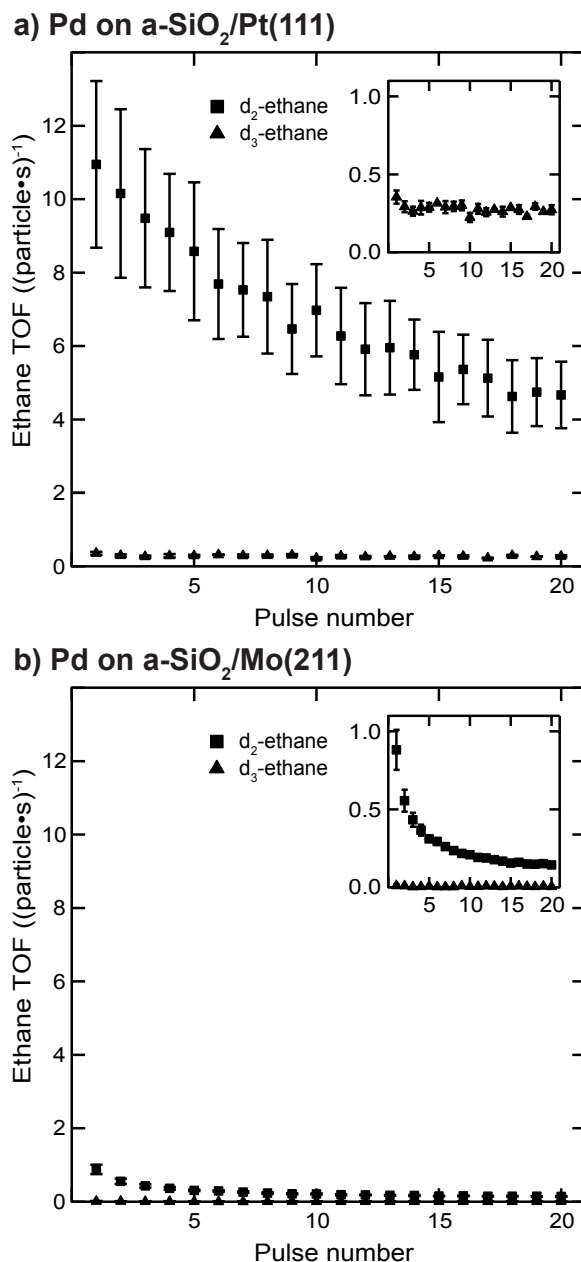 a) Pd on a-SiO₂/Pt(111)
Ethane TOF ((particle•s)⁻¹)
12
10
8
6
4
2
0
d₂-ethane
d₃-ethane
1.0
0.5
0.0
5 10 15 20
5 10 15 20
Pulse number
b) Pd on a-SiO₂/Mo(211)
Ethane TOF ((particle•s)⁻¹)
12
10
8
6
4
2
0
d₂-ethane
d₃-ethane
1.0
0.5
0.0
5 10 15 20
5 10 15 20
Pulse number